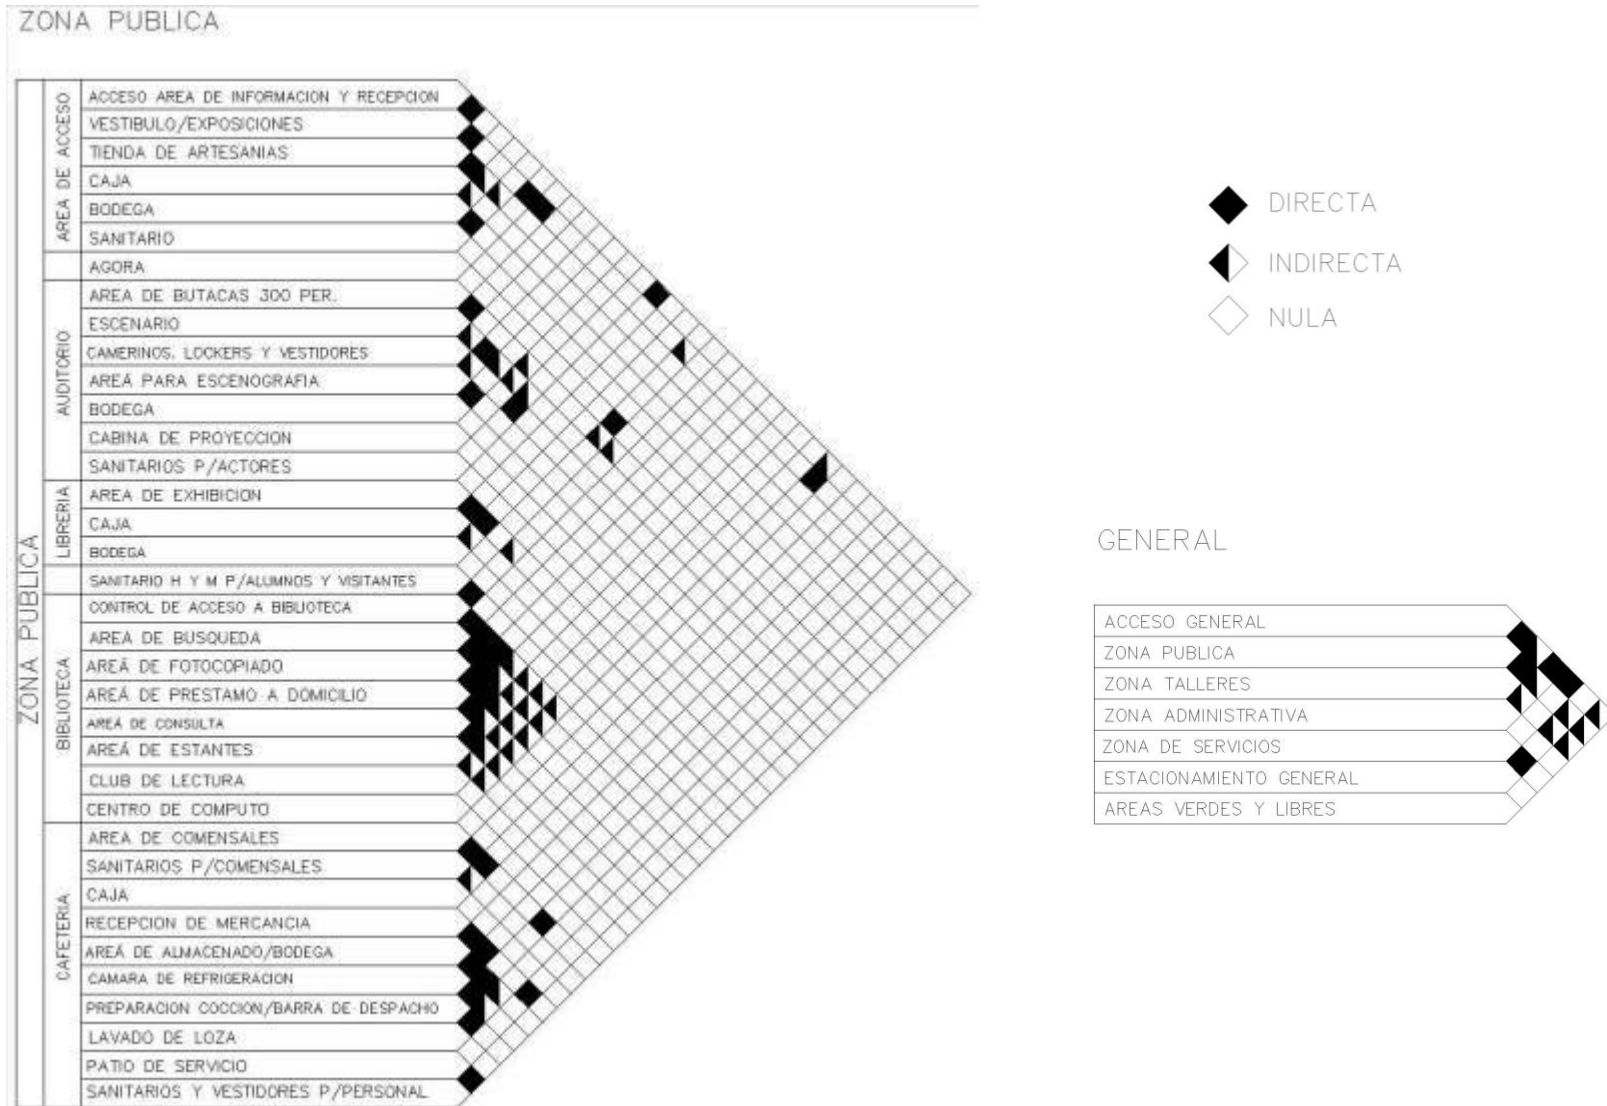 ZONA PUBLICA
ZONA PUBLICA
AREA DE ACCESO
ACCESO AREA DE INFORMACION Y RECEPCION
VESTIBULO/EXPOSICIONES
TIENDA DE ARTESANIAS
CAJA
BODEGA
SANITARIO
AGORA
AUDITORIO
AREA DE BUTACAS 300 PER.
ESCENARIO
CAMERINOS, LOCKERS Y VESTIDORES
AREÁ PARA ESCENOGRAFIA
BODEGA
CABINA DE PROYECCION
SANITARIOS P/ACTORES
LIBRERIA
AREA DE EXHIBICION
CAJA
BODEGA
SANITARIO H Y M P/ALUMNOS Y VISITANTES
BIBLIOTECA
CONTROL DE ACCESO A BIBLIOTECA
AREA DE BUSQUEDA
AREÁ DE FOTOCOPIADO
AREÁ DE PRESTAMO A DOMICILIO
AREÁ DE CONSULTA
AREÁ DE ESTANTES
CLUB DE LECTURA
CENTRO DE COMPUTO
CAFETERIA
AREA DE COMENSALES
SANITARIOS P/COMENSALES
CAJA
RECEPCION DE MERCANCIA
AREÁ DE ALMACENADO/BODEGA
CAMARA DE REFRIGERACION
PREPARACION COCCION/BARRA DE DESPACHO
LAVADO DE LOZA
PATIO DE SERVICIO
SANITARIOS Y VESTIDORES P/PERSONAL
DIRECTA
INDIRECTA
NULA
GENERAL
ACCESO GENERAL
ZONA PUBLICA
ZONA TALLERES
ZONA ADMINISTRATIVA
ZONA DE SERVICIOS
ESTACIONAMIENTO GENERAL
AREAS VERDES Y LIBRES